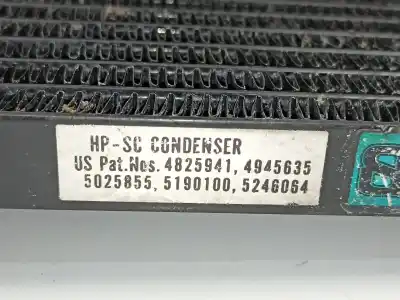 HP-SC CONDENSER
US Pat.Nos. 4825941, 4945635
5025855, 5190100, 5246064